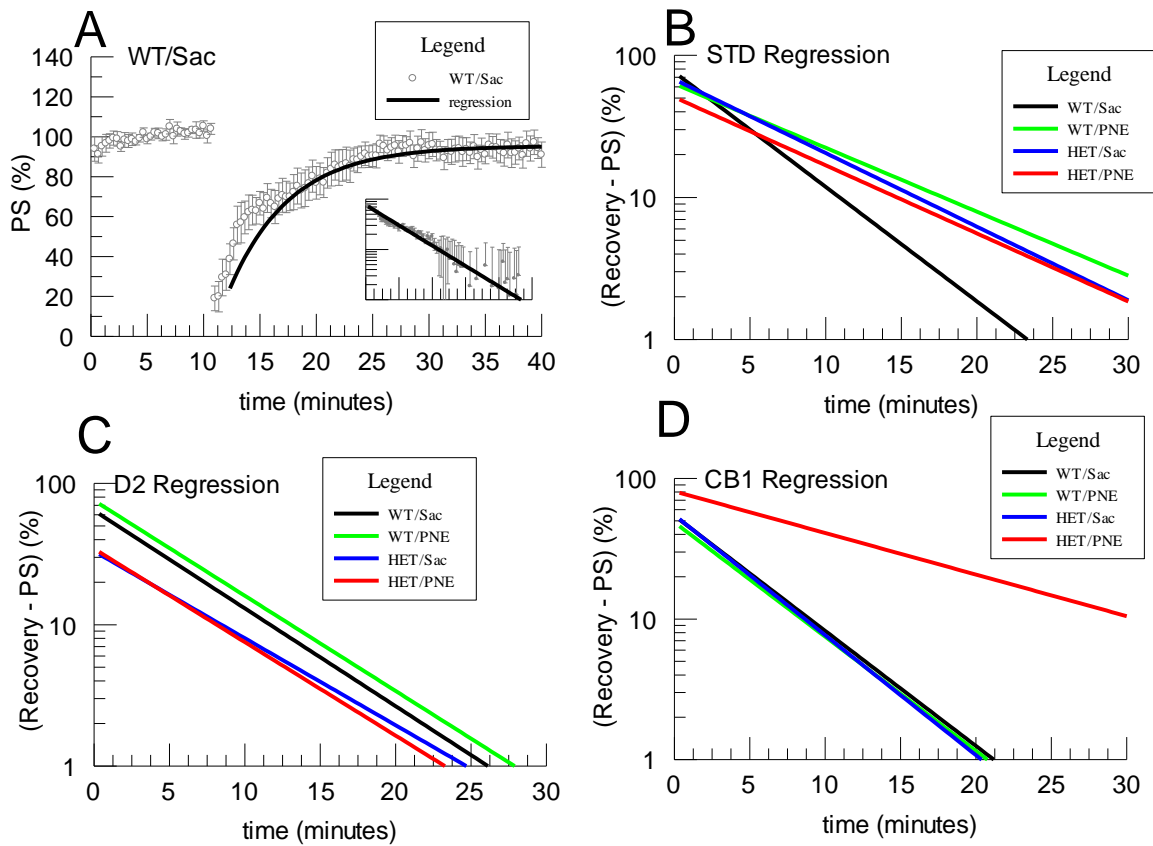 A
WT/Sac
Legend
WT/Sac
regression
PS (%)
140
120
100
80
60
40
20
0
0 5 10 15 20 25 30 35 40
time (minutes)
B
STD Regression
Legend
WT/Sac
WT/PNE
HET/Sac
HET/PNE
(Recovery - PS) (%)
100
10
1
0 5 10 15 20 25 30
time (minutes)
C
D2 Regression
Legend
WT/Sac
WT/PNE
HET/Sac
HET/PNE
(Recovery - PS) (%)
100
10
1
0 5 10 15 20 25 30
time (minutes)
D
CB1 Regression
Legend
WT/Sac
WT/PNE
HET/Sac
HET/PNE
(Recovery - PS) (%)
100
10
1
0 5 10 15 20 25 30
time (minutes)